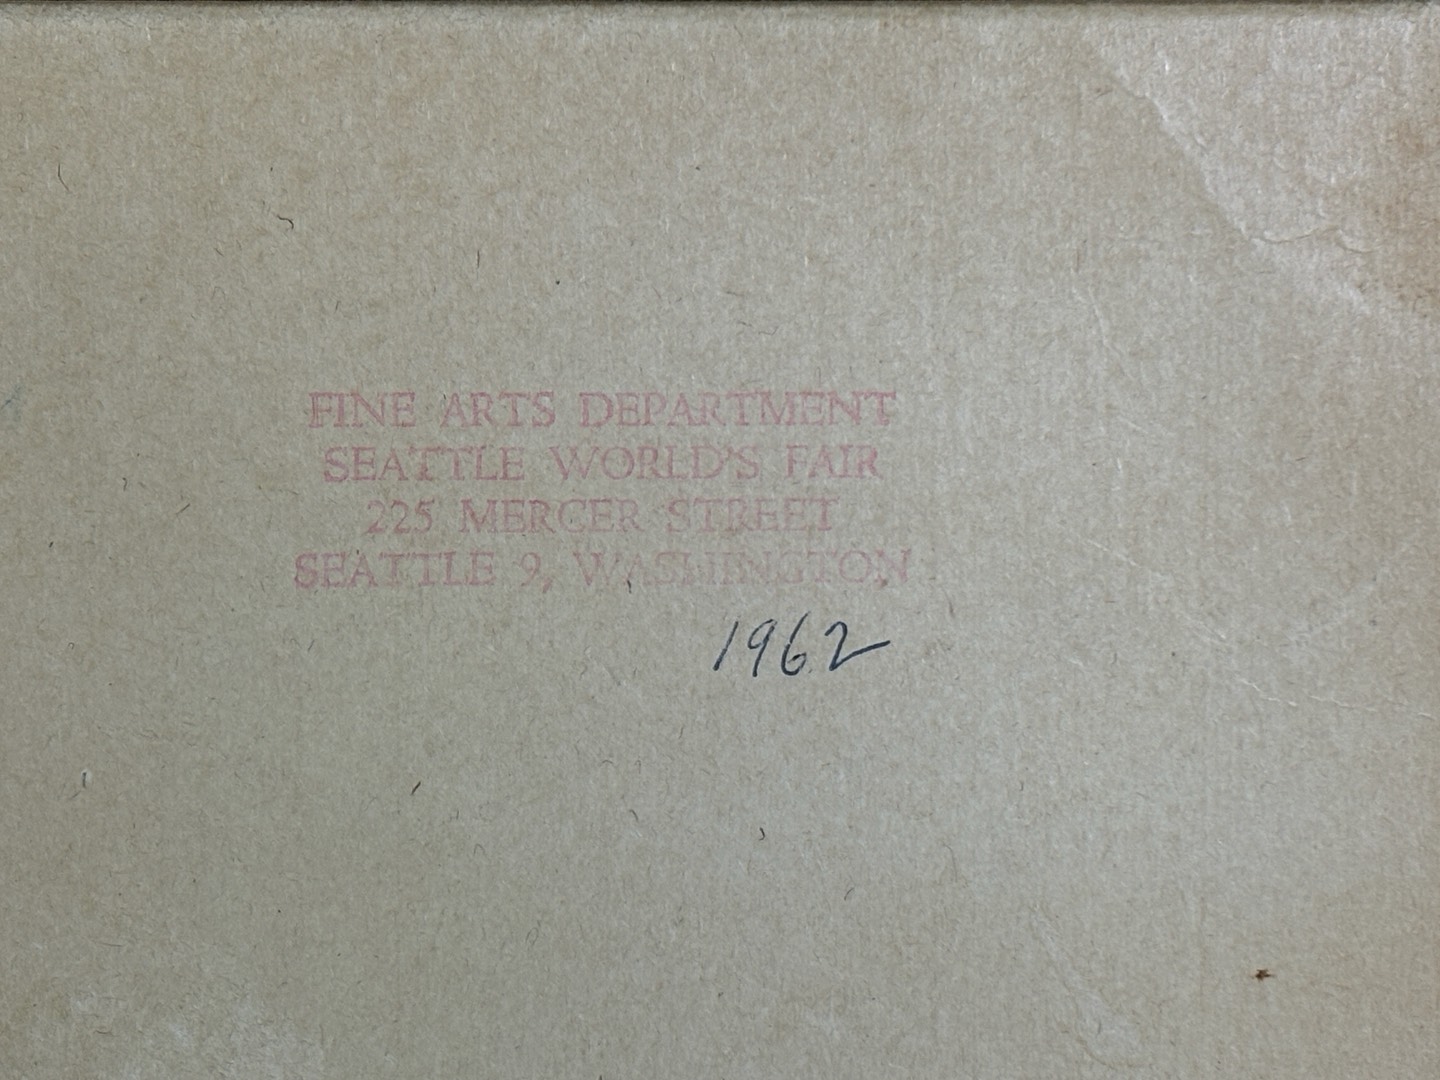 FINE ARTS DEPARTMENT
SEATTLE WORLD'S FAIR
225 MERCER STREET
SEATTLE 9, WASHINGTON
1962